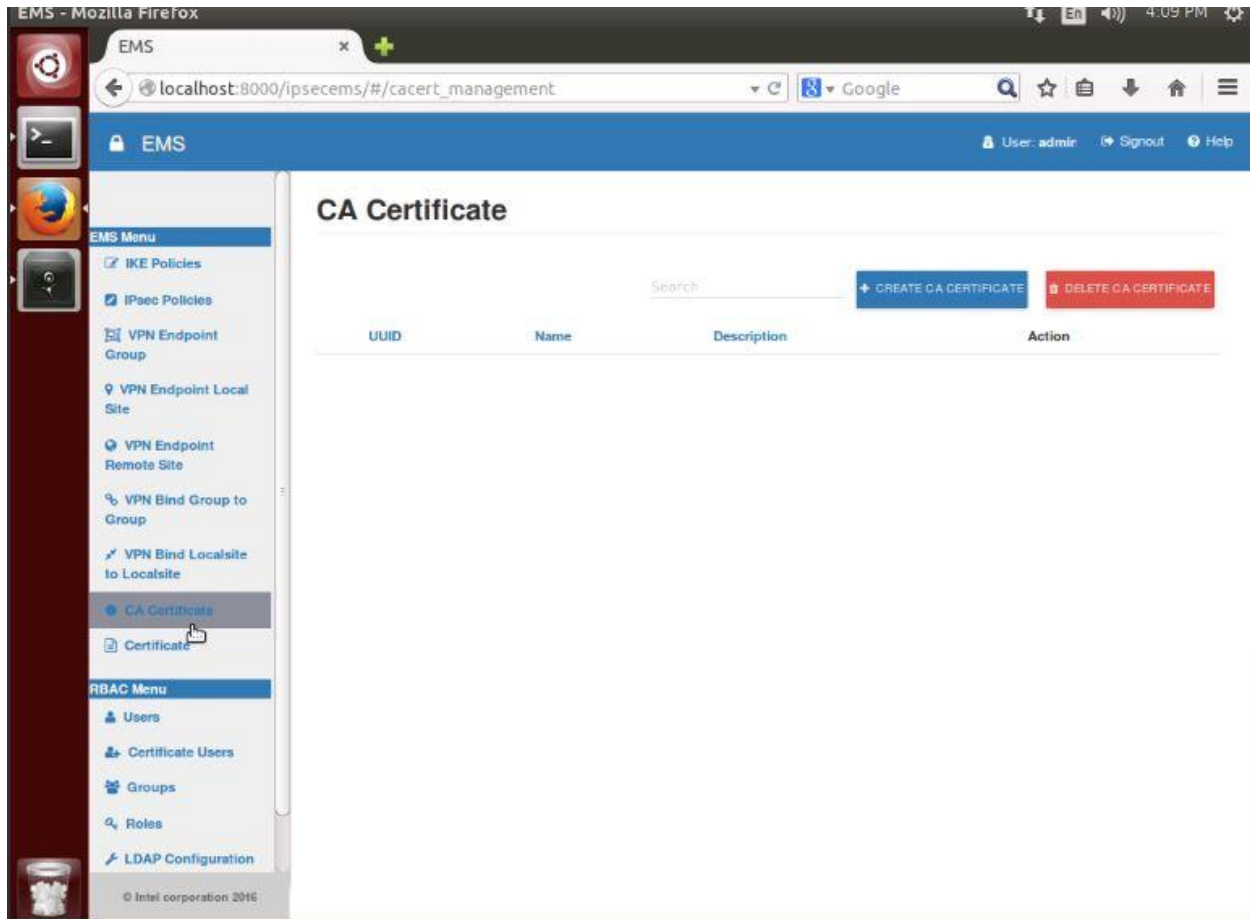 EMS - Mozilla Firefox
En
4:09 PM
EMS
localhost:8000/ipsecems/#/cacert_management
Google
EMS
User: admin
Signout
Help
CA Certificate
EMS Menu
IKE Policies
IPsec Policies
VPN Endpoint
Group
VPN Endpoint Local
Site
VPN Endpoint
Remote Site
VPN Bind Group to
Group
VPN Bind Localsite
to Localsite
CA Certificate
Certificate
RBAC Menu
Users
Certificate Users
Groups
Roles
LDAP Configuration
© Intel corporation 2016
Search
+ CREATE CA CERTIFICATE
DELETE CA CERTIFICATE
UUID
Name
Description
Action